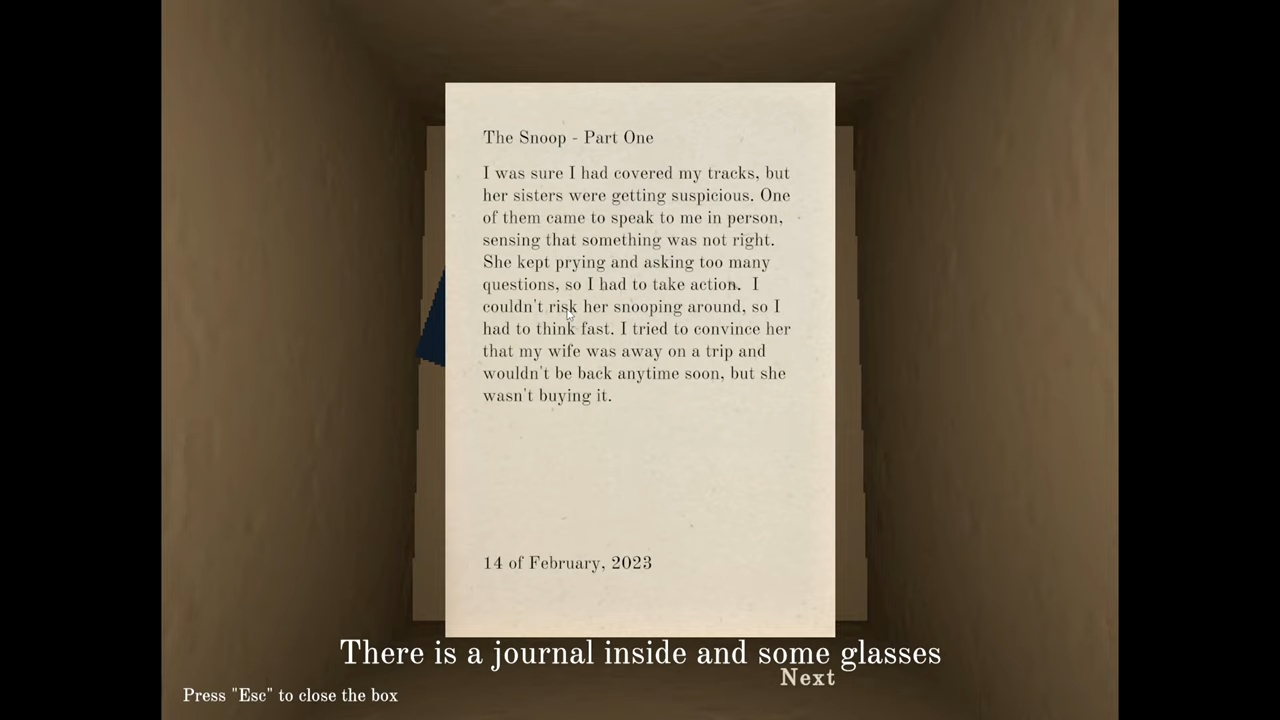 The Snoop - Part One
I was sure I had covered my tracks, but
her sisters were getting suspicious. One
of them came to speak to me in person,
sensing that something was not right.
She kept prying and asking too many
questions, so I had to take action.  I
couldn't risk her snooping around, so I
had to think fast. I tried to convince her
that my wife was away on a trip and
wouldn't be back anytime soon, but she
wasn't buying it.
14 of February, 2023
There is a journal inside and some glasses
Next
Press "Esc" to close the box